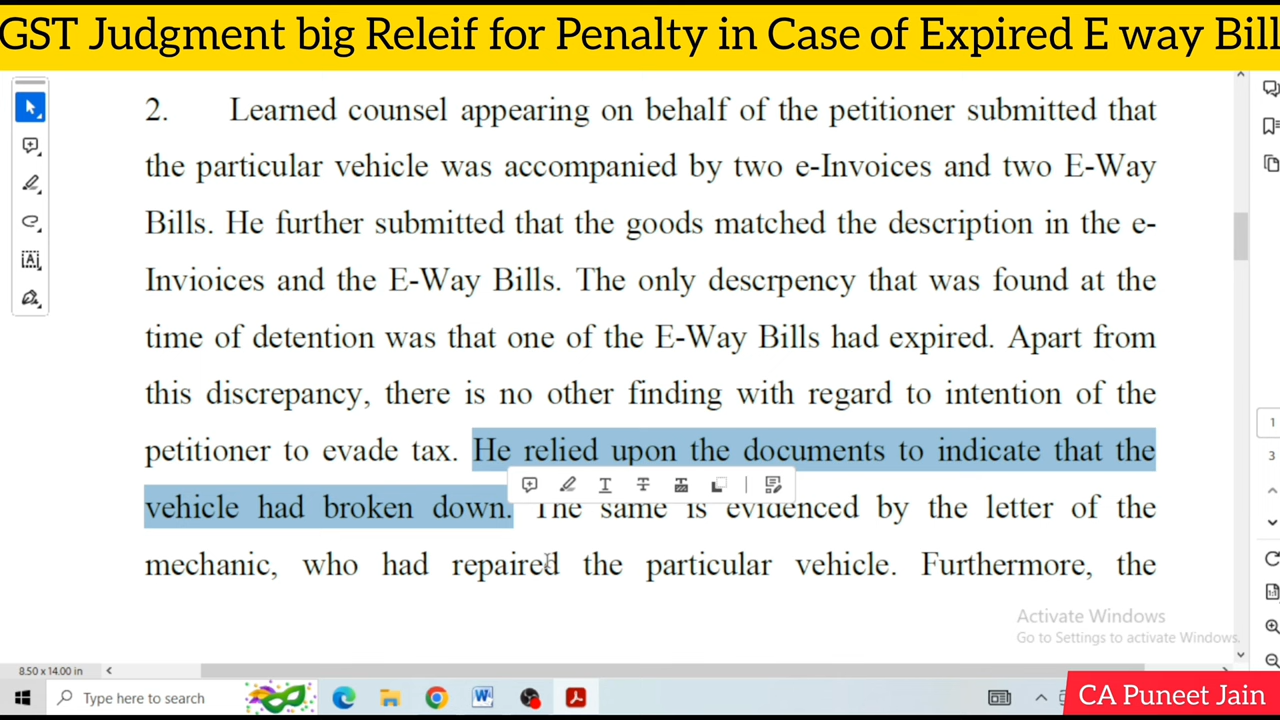 GST Judgment big Releif for Penalty in Case of Expired E way Bill
2. Learned counsel appearing on behalf of the petitioner submitted that
the particular vehicle was accompanied by two e-Invoices and two E-Way
Bills. He further submitted that the goods matched the description in the e-
Invioices and the E-Way Bills. The only descrpency that was found at the
time of detention was that one of the E-Way Bills had expired. Apart from
this discrepancy, there is no other finding with regard to intention of the
petitioner to evade tax. He relied upon the documents to indicate that the
vehicle had broken down. The same is evidenced by the letter of the
mechanic, who had repaired the particular vehicle. Furthermore, the
1
3
Activate Windows
Go to Settings to activate Windows.
8.50 x 14.00 in
Type here to search
CA Puneet Jain